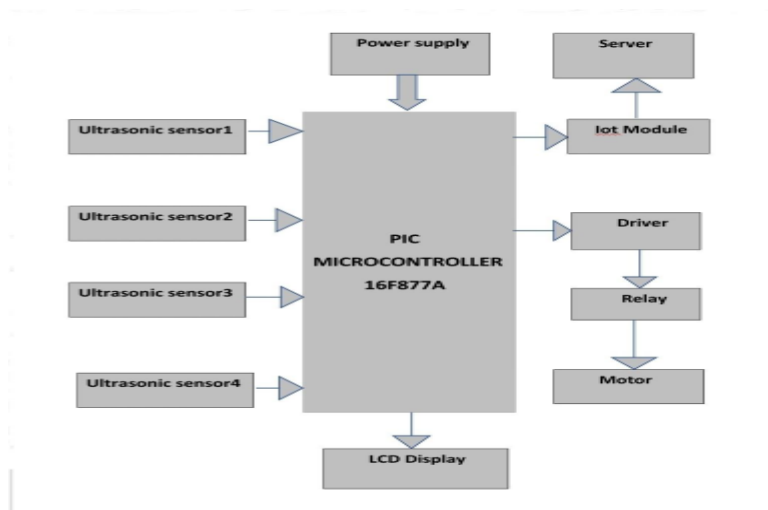 Power supply
Server
Ultrasonic sensor1
Iot Module
Ultrasonic sensor2
Driver
PIC
MICROCONTROLLER
16F877A
Ultrasonic sensor3
Relay
Ultrasonic sensor4
Motor
LCD Display